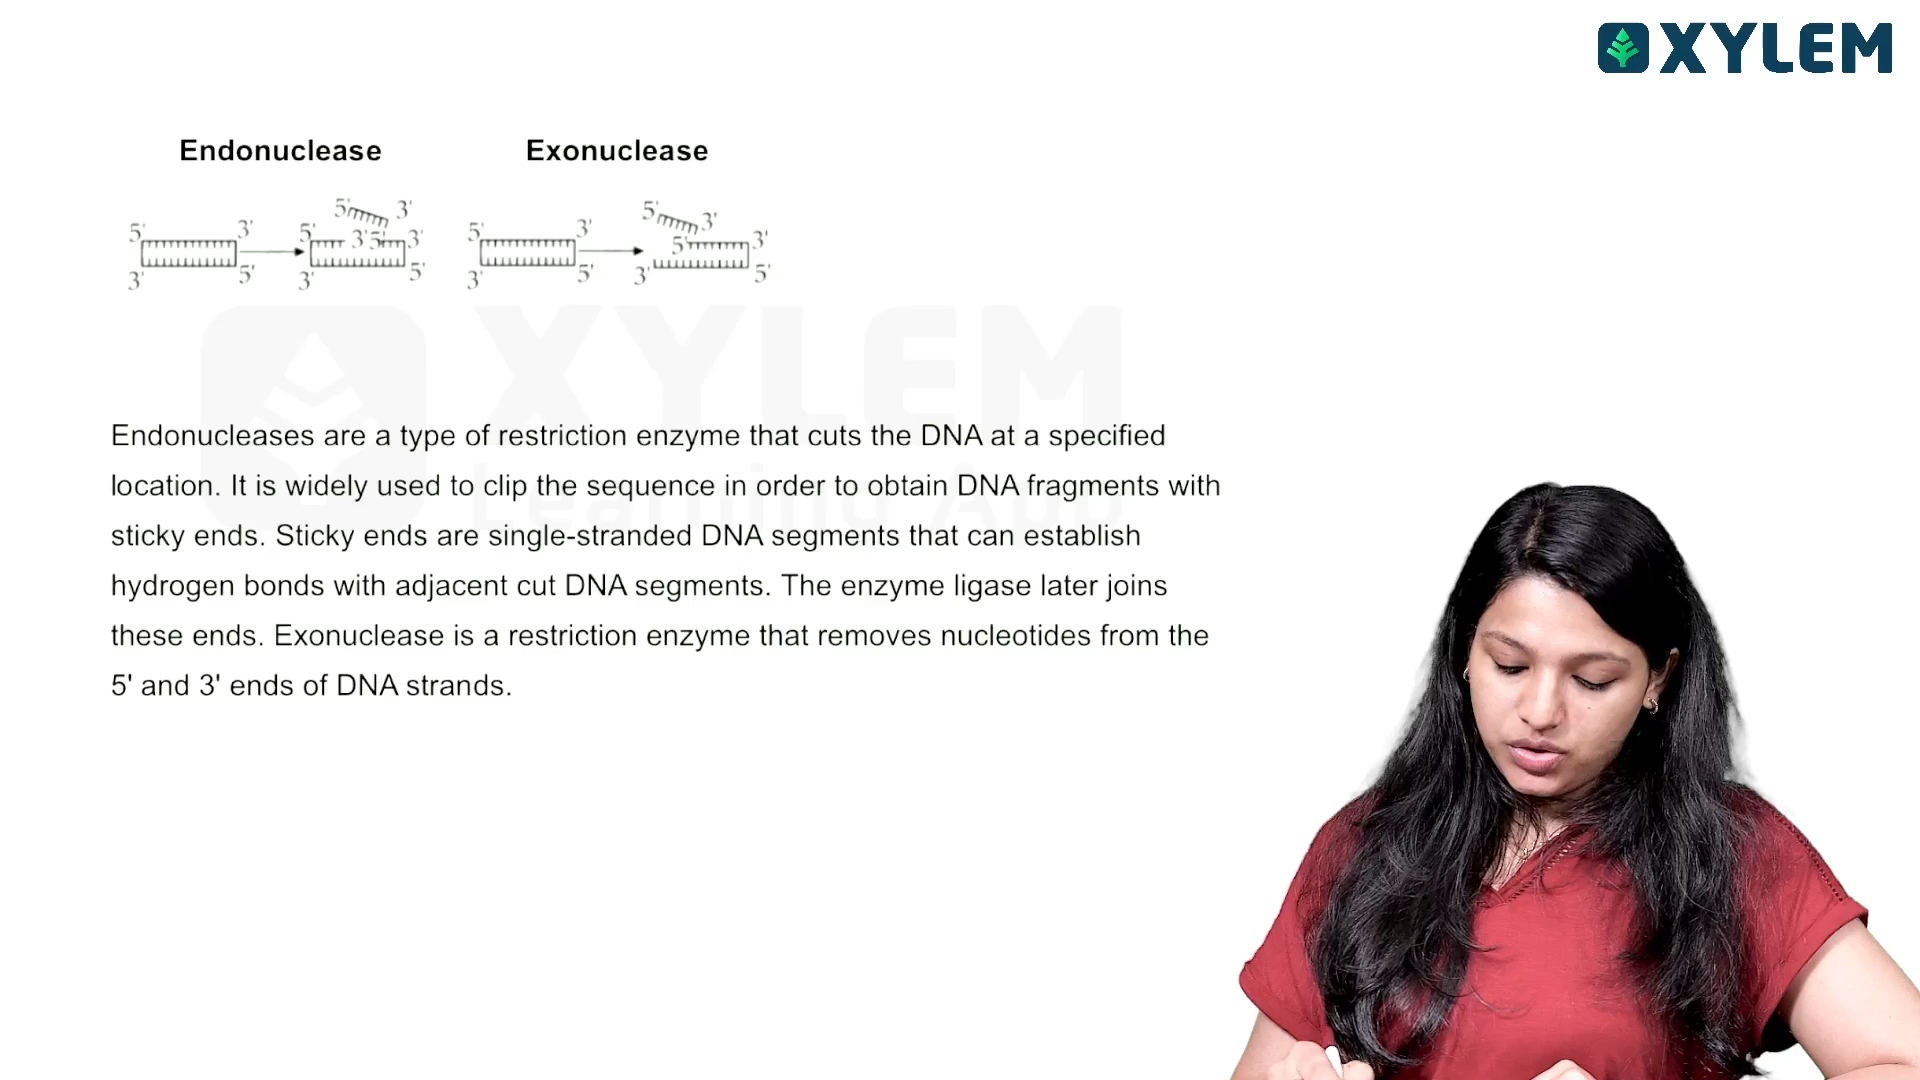 XYLEM
Endonuclease Exonuclease
5' 3' 3' 5' 5' 3' 5' 3' 5' 3' 3' 5'
5' 3' 3' 5' 5' 3' 5' 3' 3' 5'
XYLEM
Learning App
Endonucleases are a type of restriction enzyme that cuts the DNA at a specified
location. It is widely used to clip the sequence in order to obtain DNA fragments with
sticky ends. Sticky ends are single-stranded DNA segments that can establish
hydrogen bonds with adjacent cut DNA segments. The enzyme ligase later joins
these ends. Exonuclease is a restriction enzyme that removes nucleotides from the
5' and 3' ends of DNA strands.